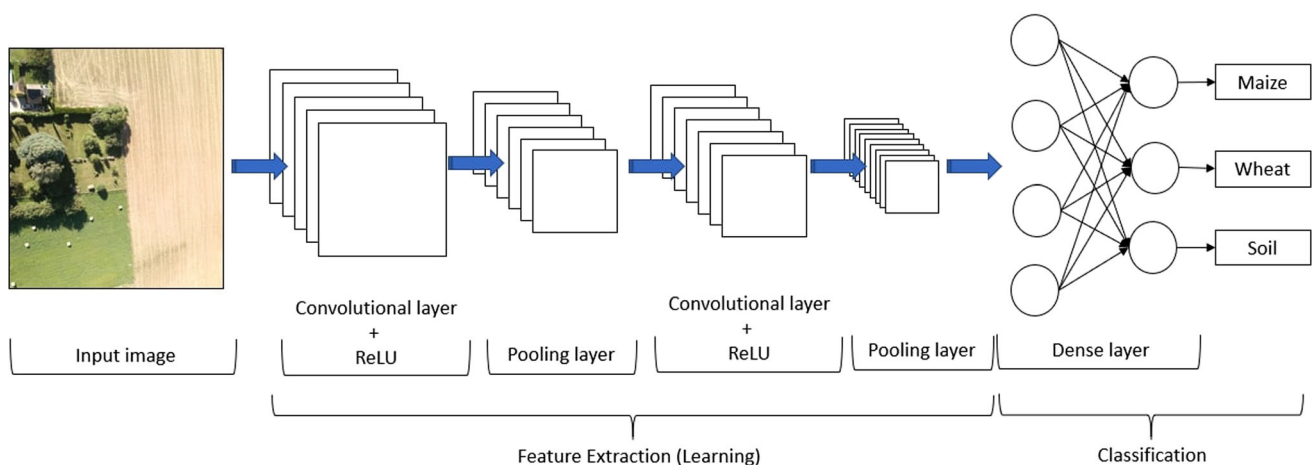 Maize
Wheat
Soil
Convolutional layer
+
ReLU
Convolutional layer
+
ReLU
Input image
Pooling layer
Pooling layer
Dense layer
Feature Extraction (Learning)
Classification